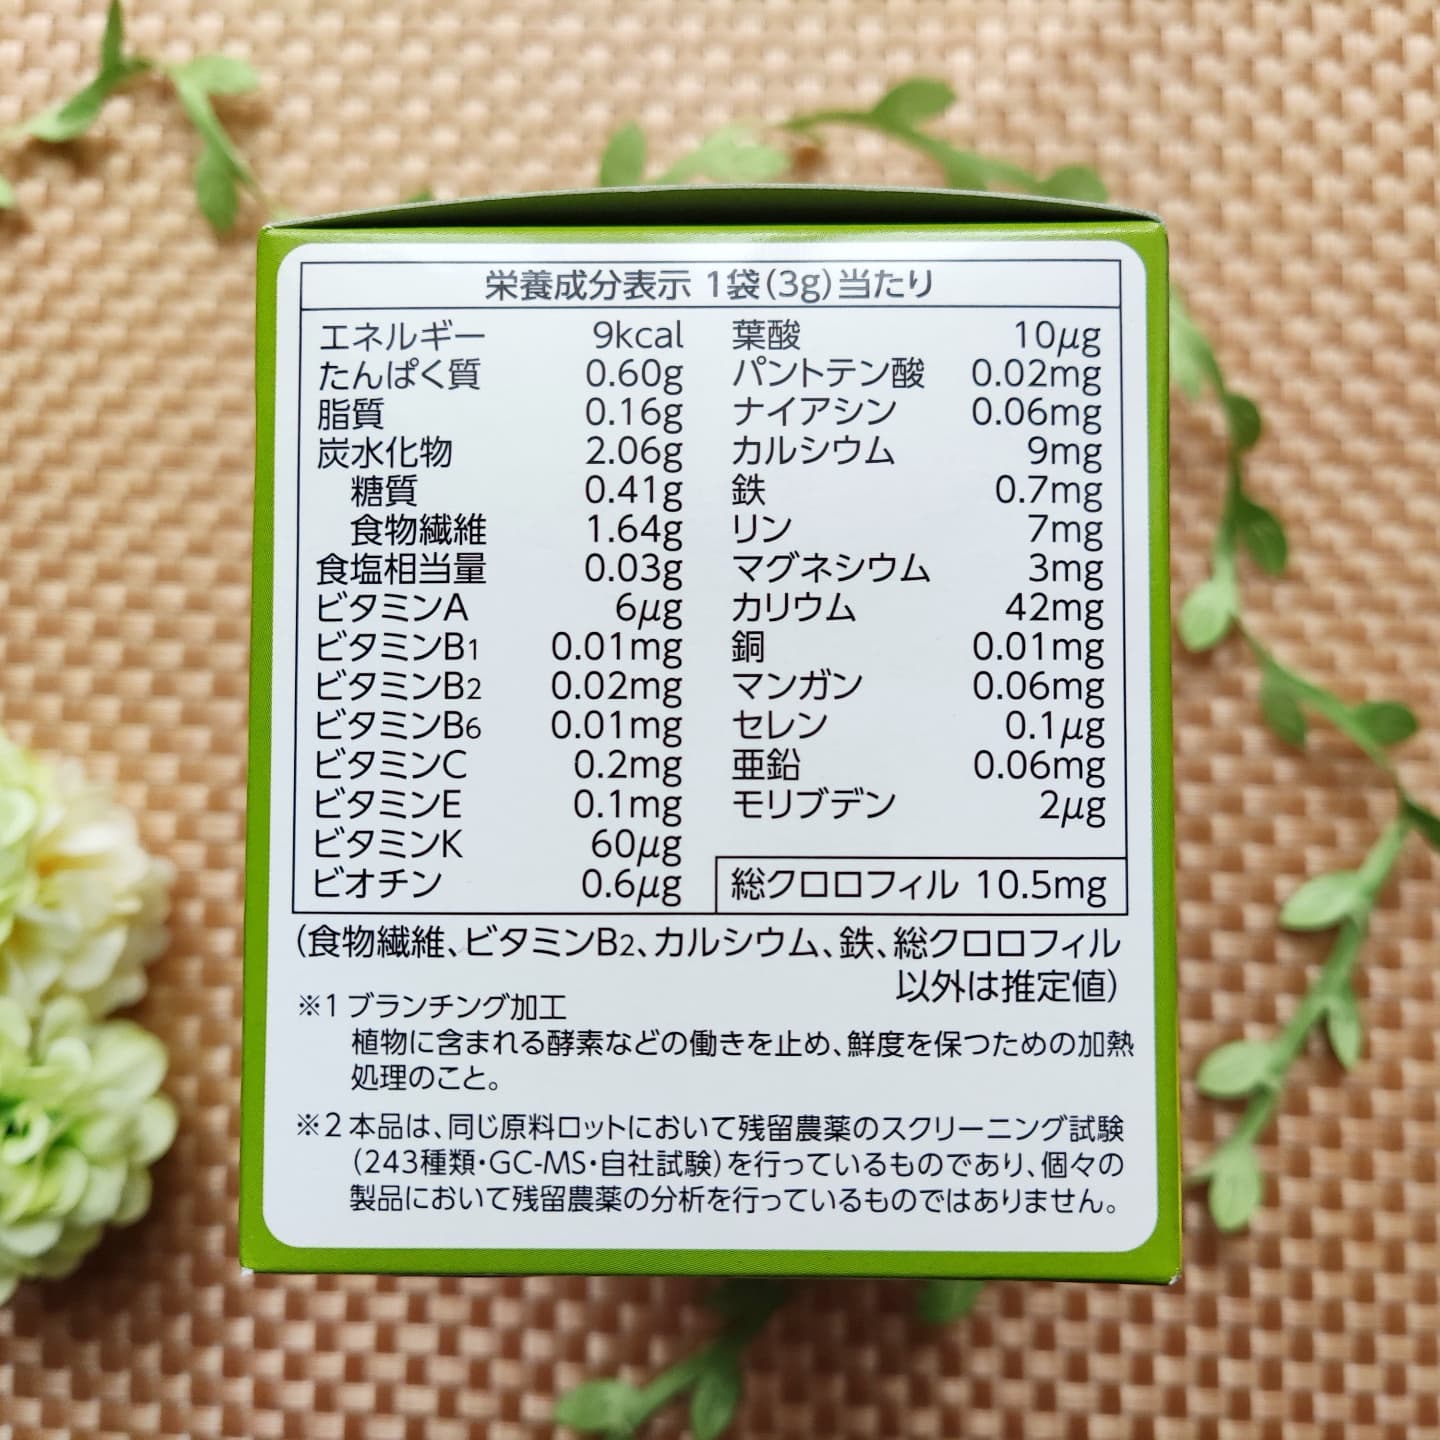 栄養成分表示 1袋(3g)当たり
エネルギー 9kcal
たんぱく質 0.60g
脂質 0.16g
炭水化物 2.06g
糖質 0.41g
食物繊維 1.64g
食塩相当量 0.03g
ビタミンA 6μg
ビタミンB1 0.01mg
ビタミンB2 0.02mg
ビタミンB6 0.01mg
ビタミンC 0.2mg
ビタミンE 0.1mg
ビタミンK 60μg
ビオチン 0.6μg
葉酸 10μg
パントテン酸 0.02mg
ナイアシン 0.06mg
カルシウム 9mg
鉄 0.7mg
リン 7mg
マグネシウム 3mg
カリウム 42mg
銅 0.01mg
マンガン 0.06mg
セレン 0.1μg
亜鉛 0.06mg
モリブデン 2μg
総クロロフィル 10.5mg
(食物繊維、ビタミンB2、カルシウム、鉄、総クロロフィル
以外は推定値)
※1 ブランチング加工
植物に含まれる酵素などの働きを止め、鮮度を保つための加熱
処理のこと。
※2 本品は、同じ原料ロットにおいて残留農薬のスクリーニング試験
(243種類・GC-MS・自社試験)を行っているものであり、個々の
製品において残留農薬の分析を行っているものではありません。